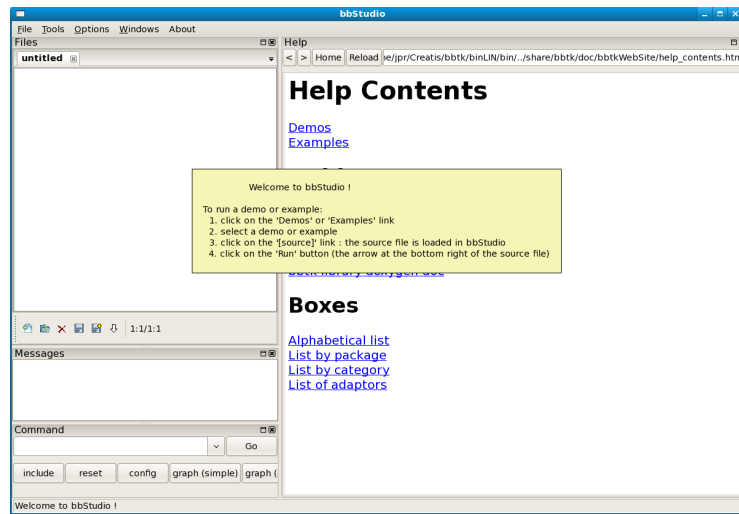 bbStudio
File Tools Options Windows About
Files
untitled
1:1/1:1
Messages
Command
Go
include reset config graph (simple) graph (
Welcome to bbStudio !
Help
< > Home Reload /jpr/Creatis/bbtk/binLIN/bin/../share/bbtk/doc/bbtkWebSite/help_contents.htm
Help Contents
Demos
Examples
Welcome to bbStudio !
To run a demo or example:
1. click on the 'Demos' or 'Examples' link
2. select a demo or example
3. click on the '[source]' link : the source file is loaded in bbStudio
4. click on the 'Run' button (the arrow at the bottom right of the source file)
bbtk library doxygen doc
Boxes
Alphabetical list
List by package
List by category
List of adaptors